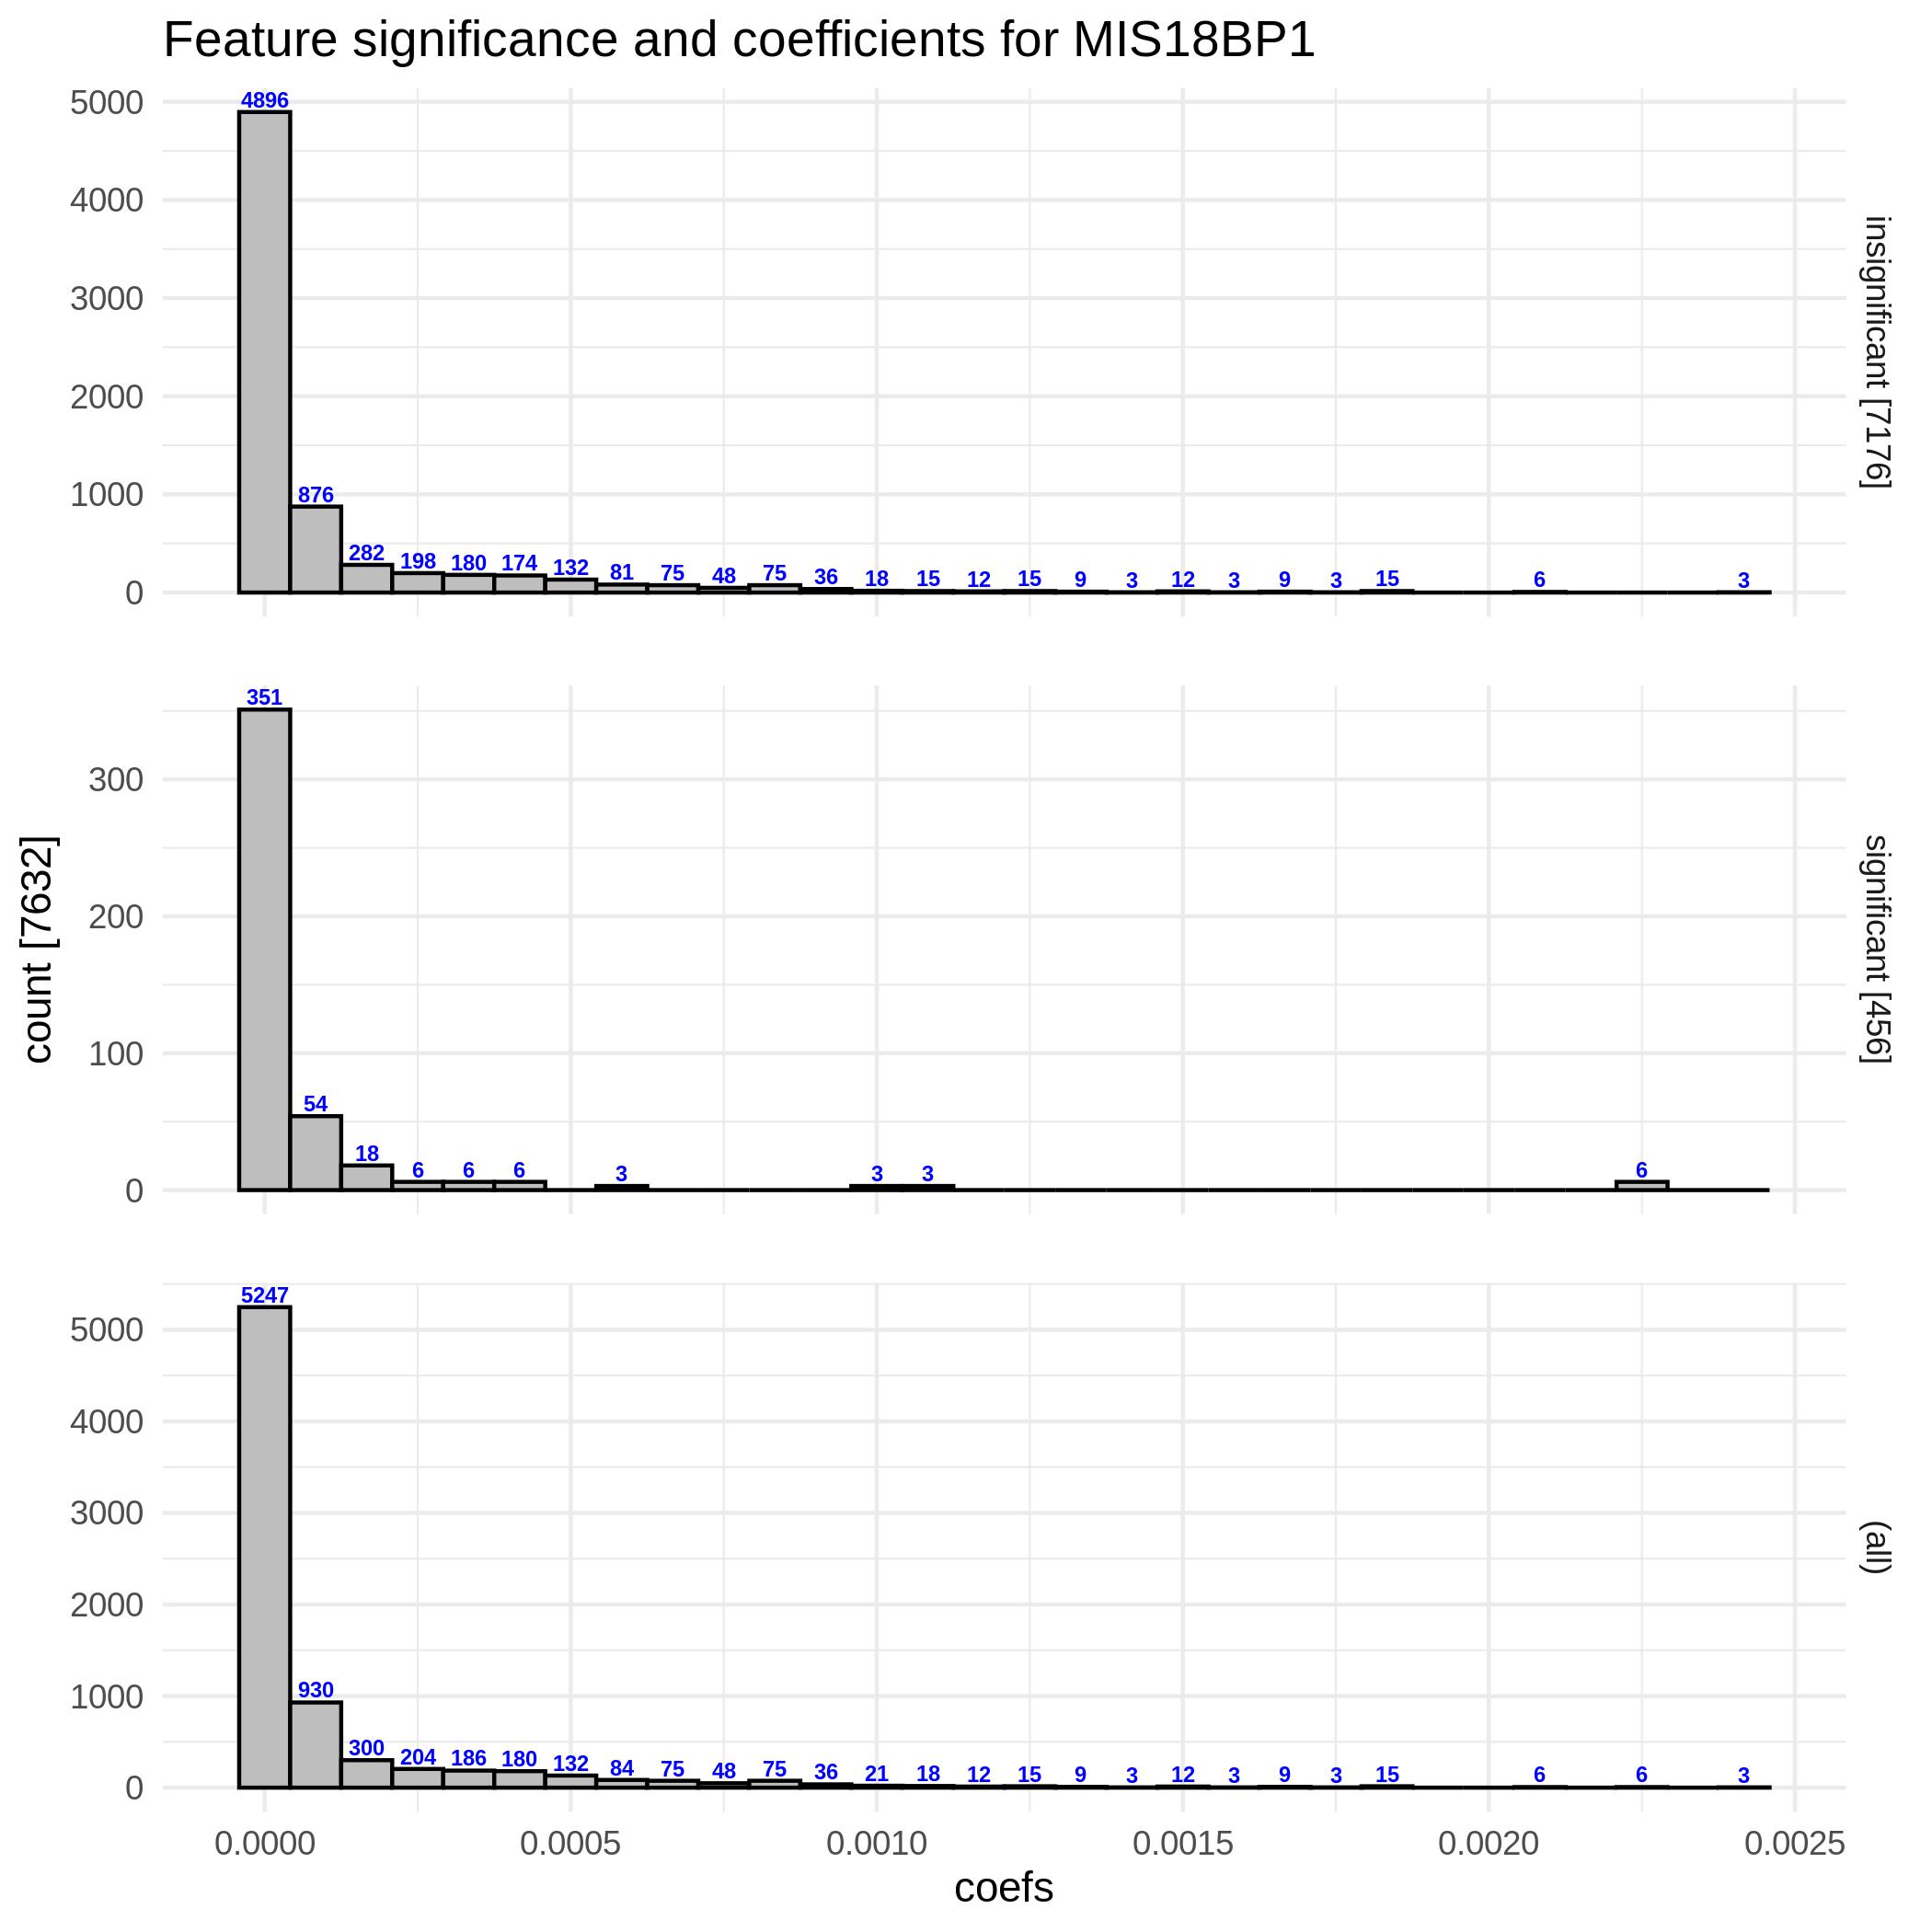 Feature significance and coefficients for MIS18BP1
5000
4000
3000
2000
1000
0
4896 876 282 198 180 174 132 81 75 48 75 36 18 15 12 15 9 3 12 3 9 3 15 6 3
insignificant [7176]
300
200
100
0
351 54 18 6 6 6 3 3 3 6
significant [456]
count [7632]
5000
4000
3000
2000
1000
0
5247 930 300 204 186 180 132 84 75 48 75 36 21 18 12 15 9 3 12 3 9 3 15 6 6 3
(all)
0.0000 0.0005 0.0010 0.0015 0.0020 0.0025
coefs